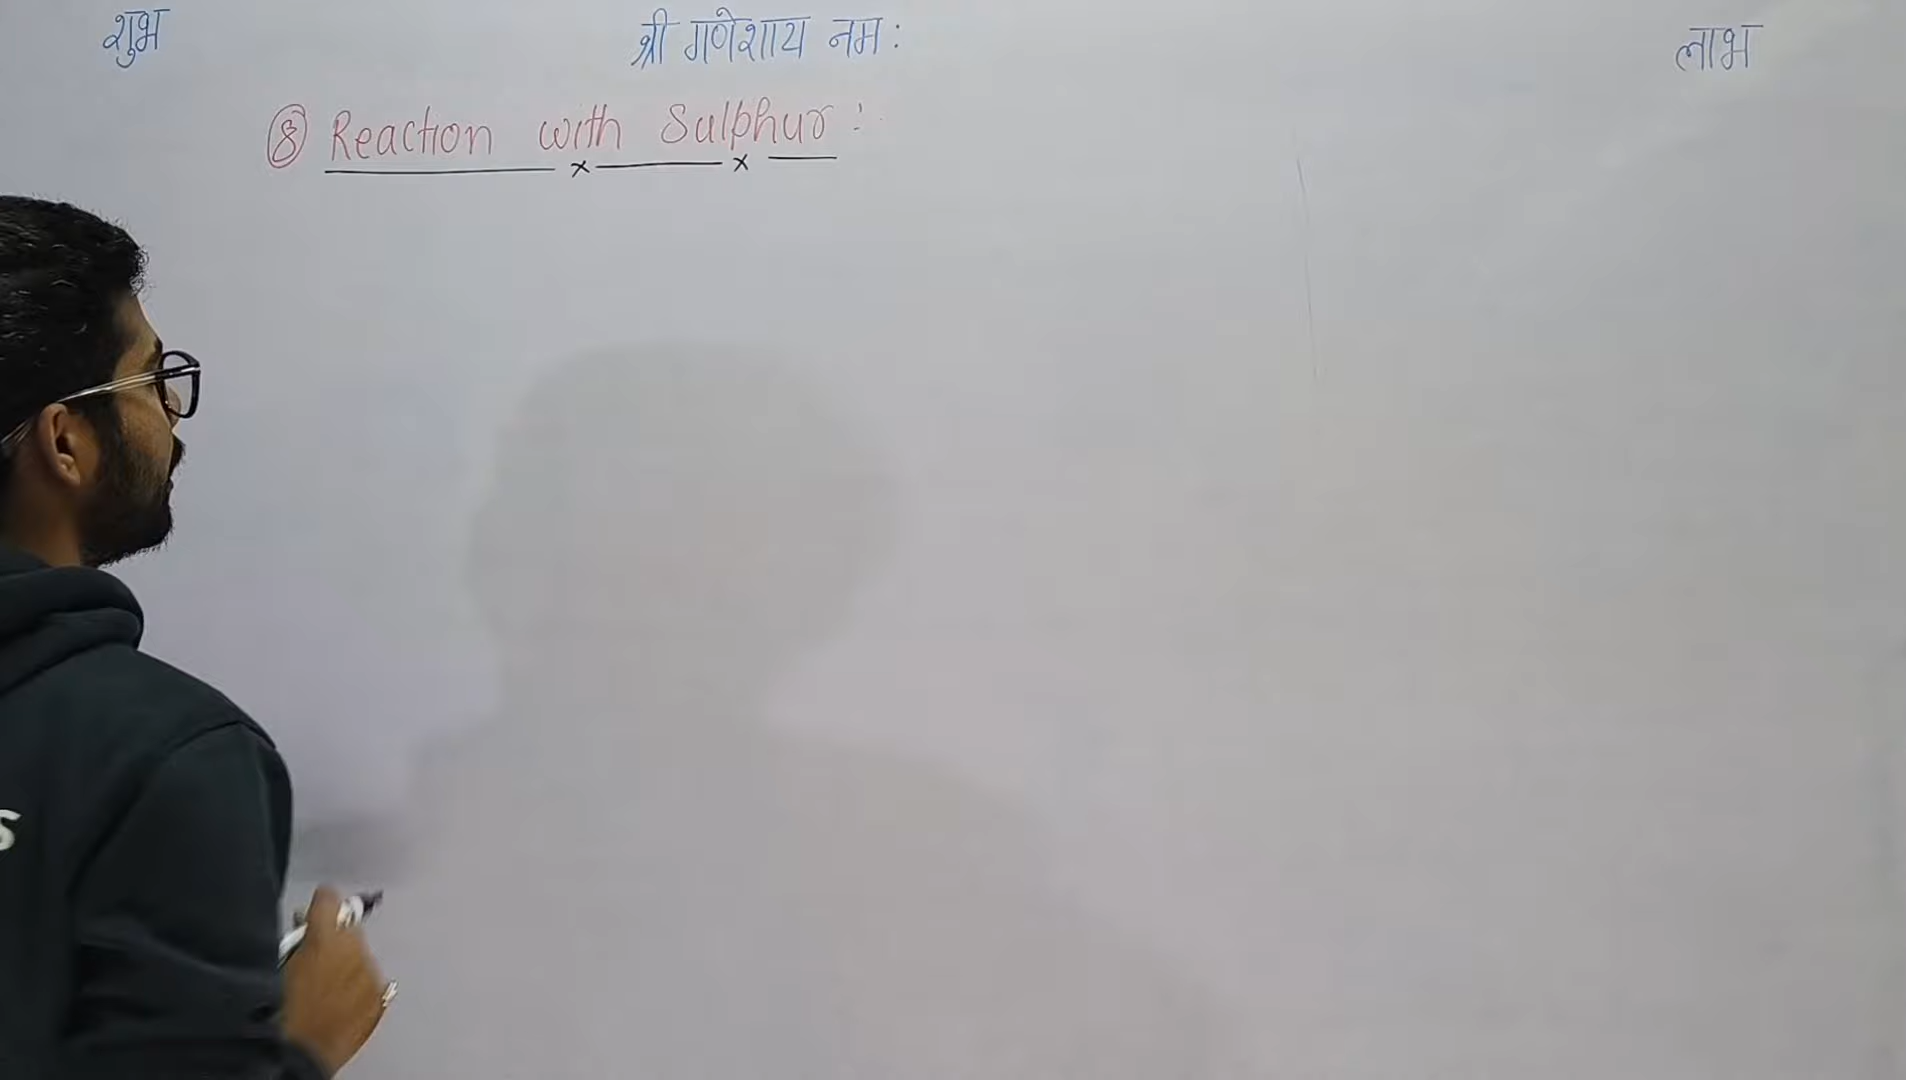 शुभ श्री गणेशाय नम: लाभ
⑧ Reaction with Sulphur :
S